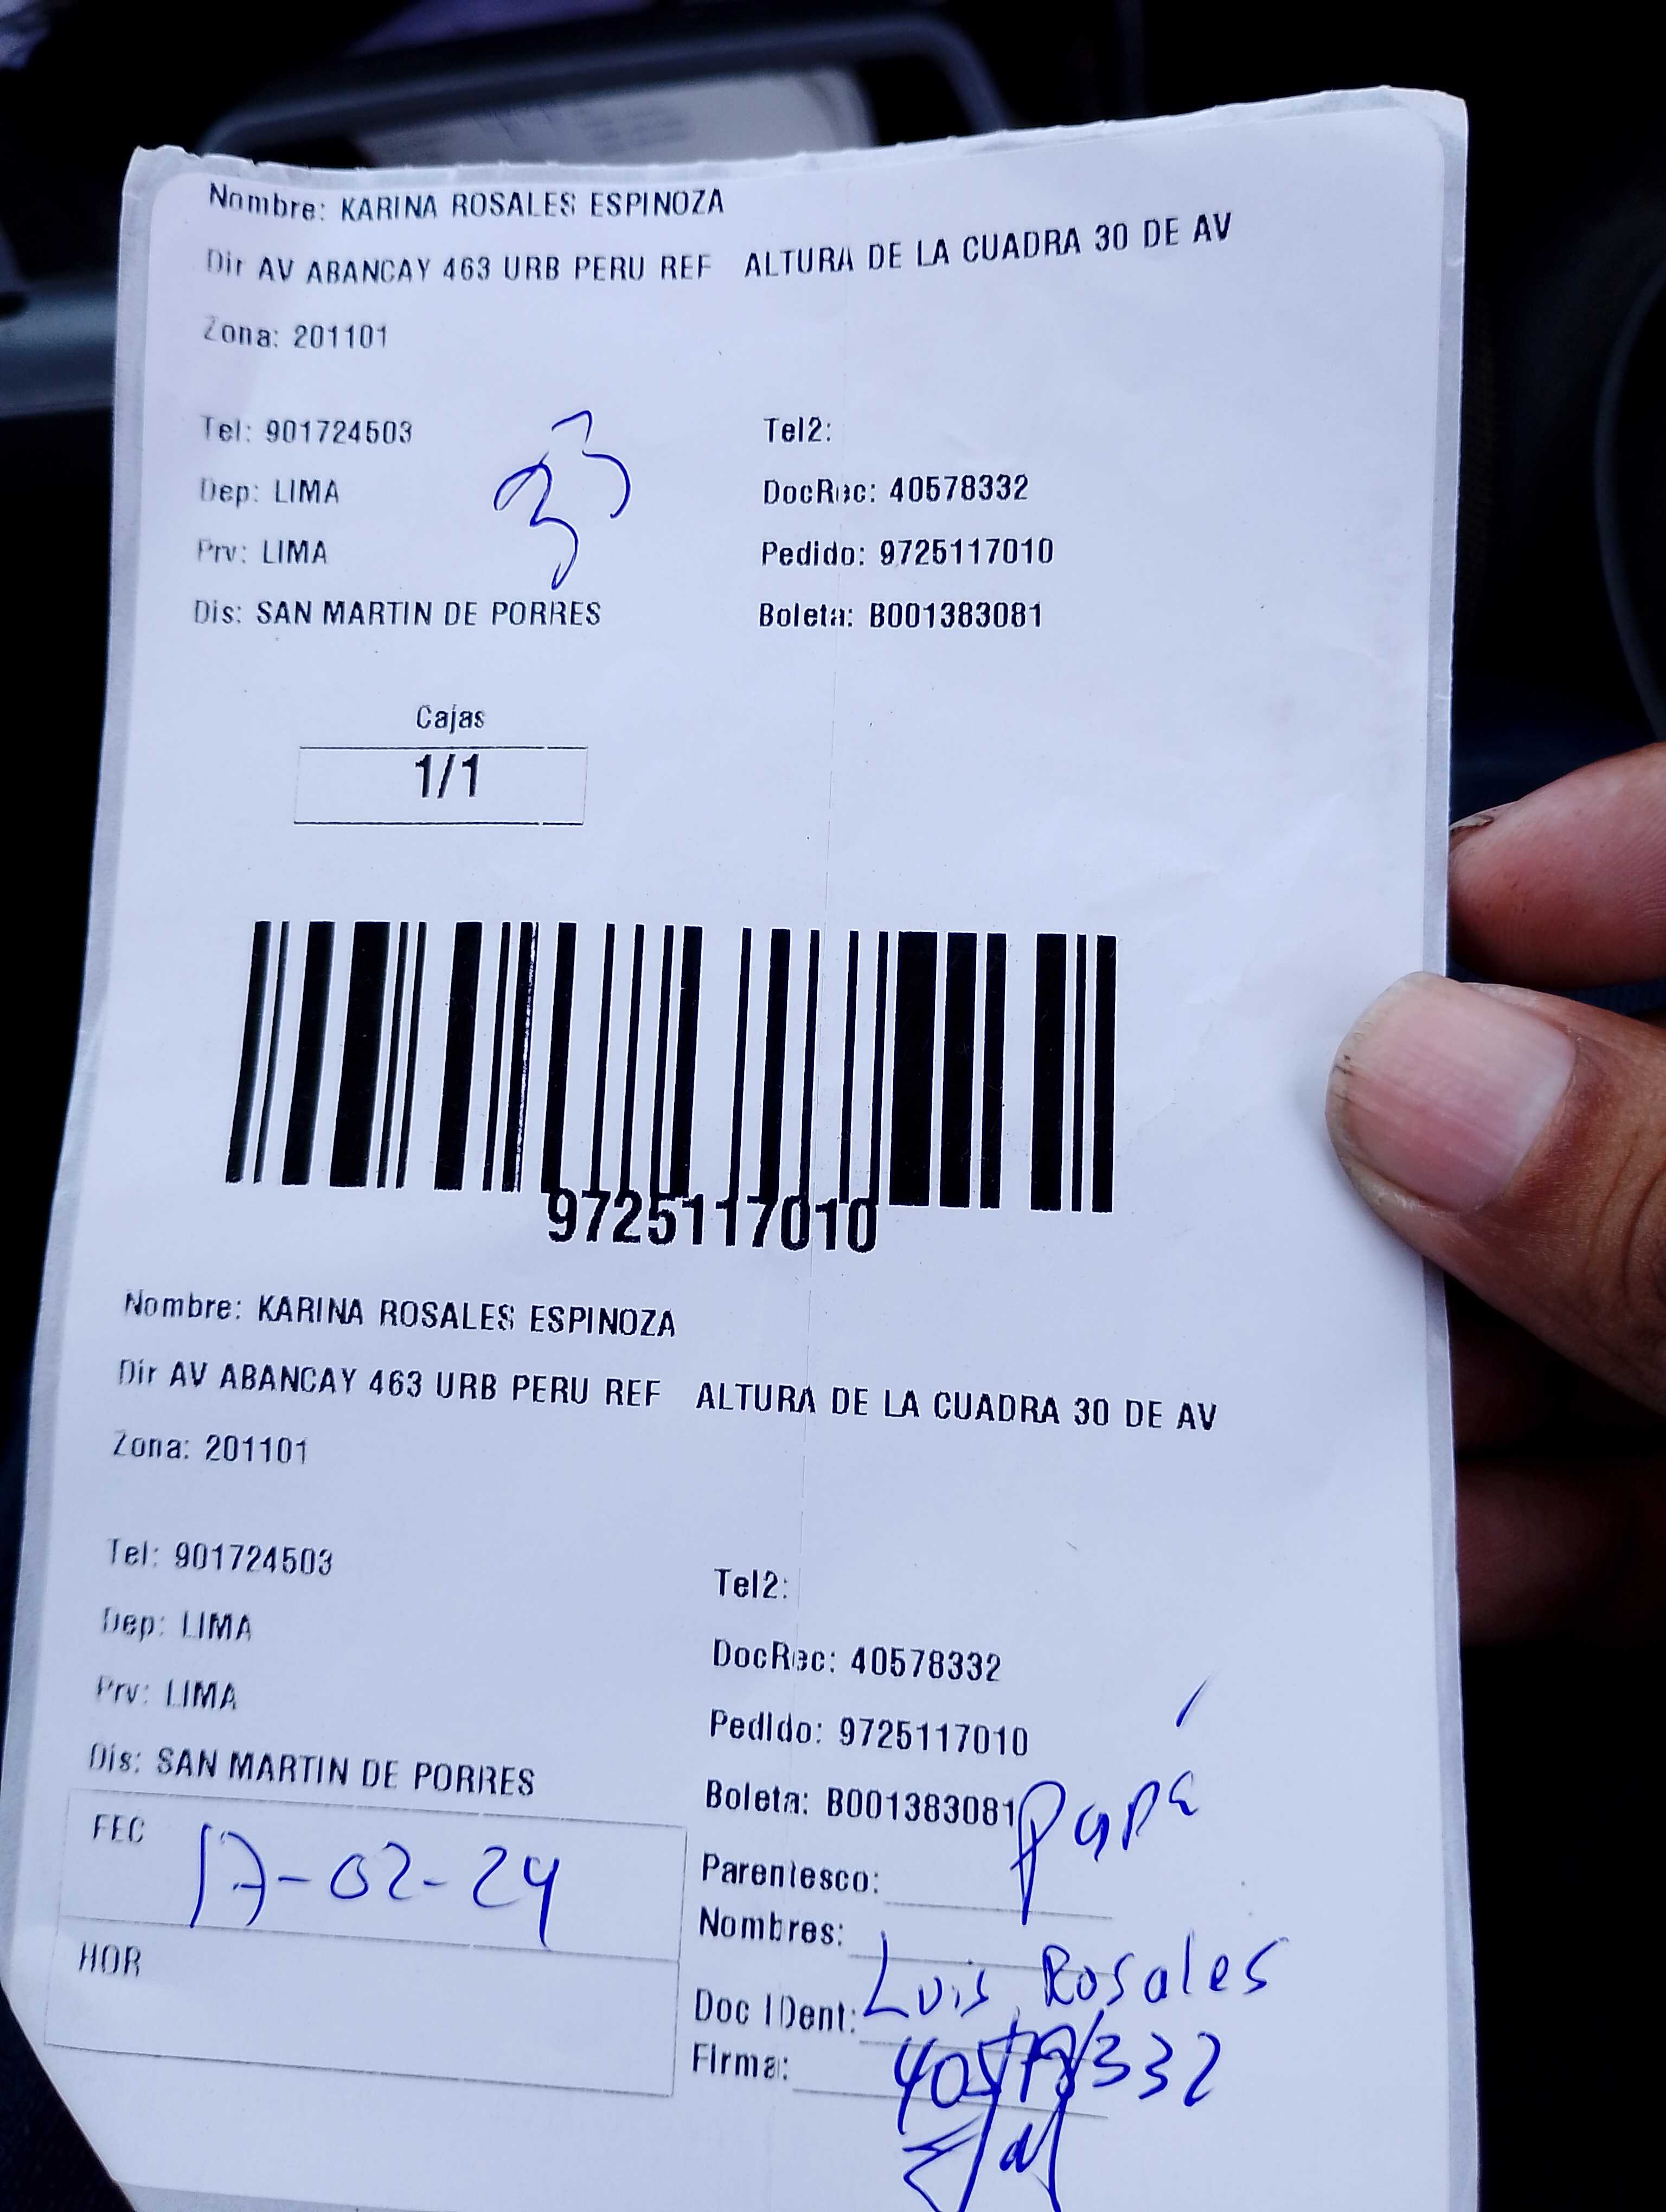 Nombre: KARINA ROSALES ESPINOZA
Dir AV ABANCAY 463 URB PERU REF ALTURA DE LA CUADRA 30 DE AV
Zona: 201101
Tel: 901724503 Tel2:
33
Dep: LIMA DocRec: 40578332
Prv: LIMA Pedido: 9725117010
Dis: SAN MARTIN DE PORRES Boleta: B001383081
Cajas
1/1
9725117010
Nombre: KARINA ROSALES ESPINOZA
Dir AV ABANCAY 463 URB PERU REF ALTURA DE LA CUADRA 30 DE AV
Zona: 201101
Tel: 901724503 Tel2:
Dep: LIMA DocRec: 40578332
Prv: LIMA Pedido: 9725117010
Dis: SAN MARTIN DE PORRES Boleta: B001383081
FEC 17-02-24 Parentesco: papá
Nombres: Luis Rosales
HOR Doc IDent: 40578332
Firma: